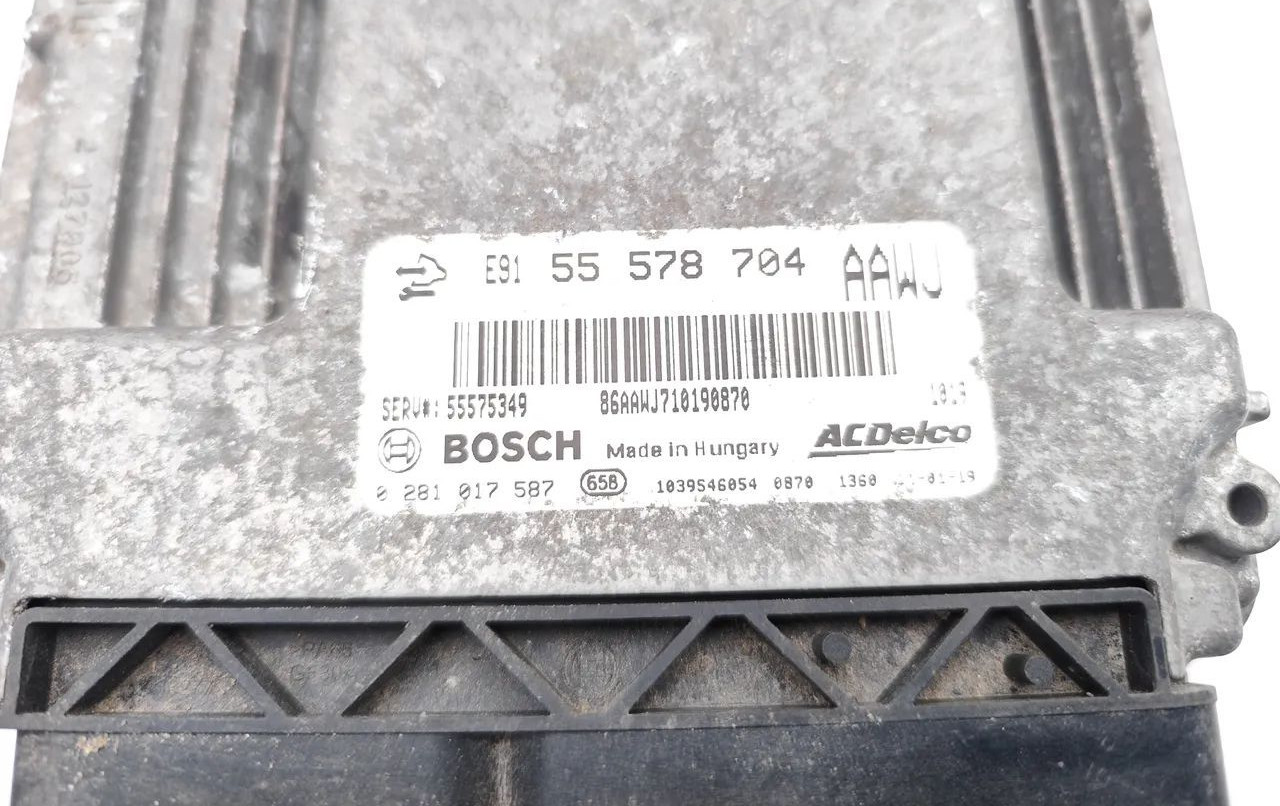 E91 55 578 704 AAWJ
SERV#: 55575349 86AAWJ710190870 1019
BOSCH Made in Hungary ACDelco
0 281 017 587 658 1039S46054 0870 1360